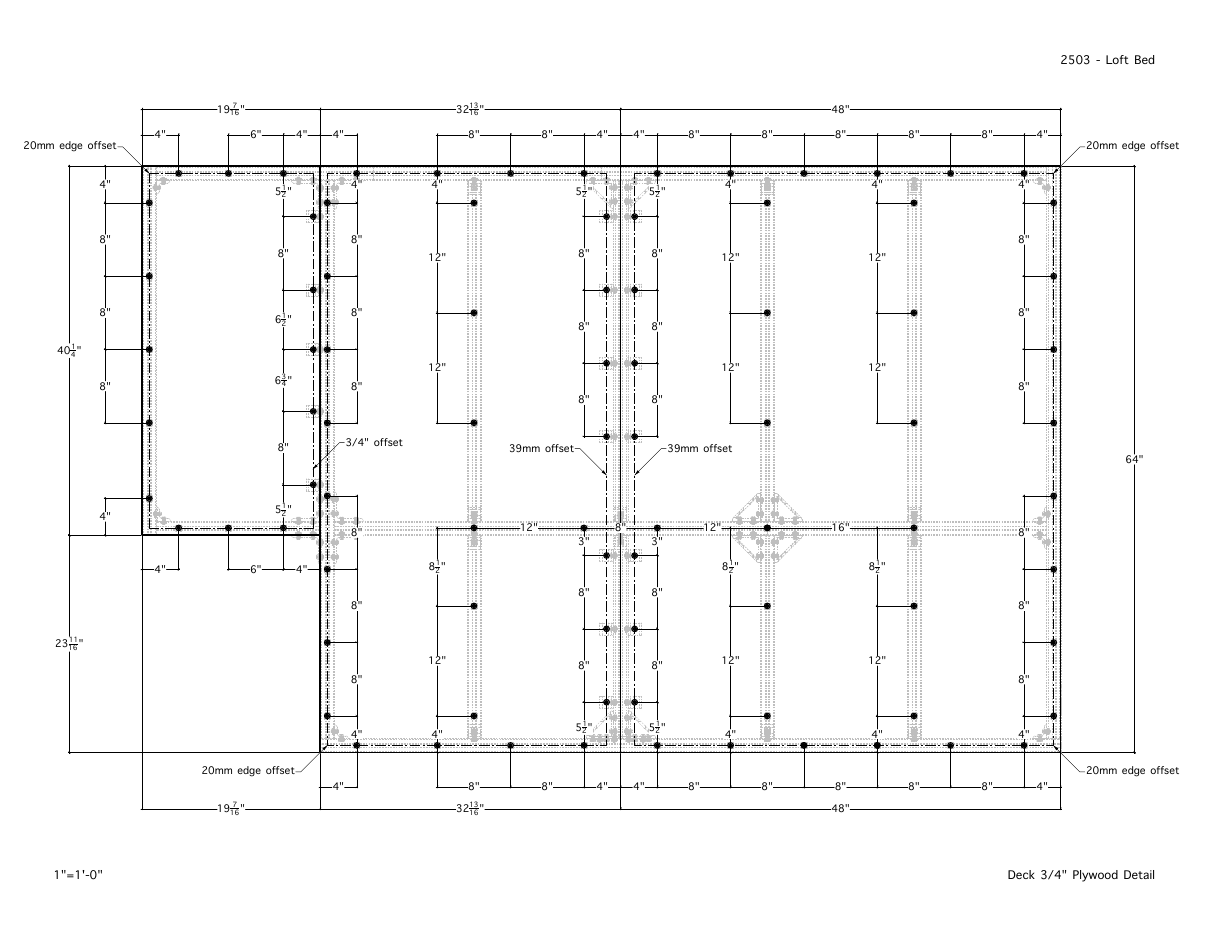 2503 - Loft Bed
19 7/16" 32 13/16" 48"
4" 6" 4" 4" 8" 8" 4" 4" 8" 8" 8" 8" 8" 4"
20mm edge offset 20mm edge offset
4" 4" 4" 4" 4" 4"
5 1/2" 5 1/2" 5 1/2"
8" 8" 8"
8" 12" 8" 8" 12" 12"
8" 6 1/2" 8" 8" 8" 8"
40 1/4"
12" 12" 12"
8" 6 3/4" 8" 8"
8" 8"
3/4" offset
8" 39mm offset 39mm offset
64"
5 1/2"
4"
8" 12" 8" 12" 16" 8"
3" 3"
4" 6" 4" 8 1/2" 8 1/2" 8 1/2"
8" 8"
8" 8"
23 11/16"
12" 8" 8" 12" 12"
8" 8"
5 1/2" 5 1/2"
4" 4" 4" 4" 4"
20mm edge offset 20mm edge offset
4" 8" 8" 4" 4" 8" 8" 8" 8" 8" 4"
19 7/16" 32 13/16" 48"
1"=1'-0" Deck 3/4" Plywood Detail